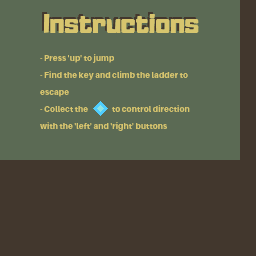 Instructions
- Press 'up' to jump
- Find the key and climb the ladder to
escape
- Collect the to control direction
with the 'left' and 'right' buttons